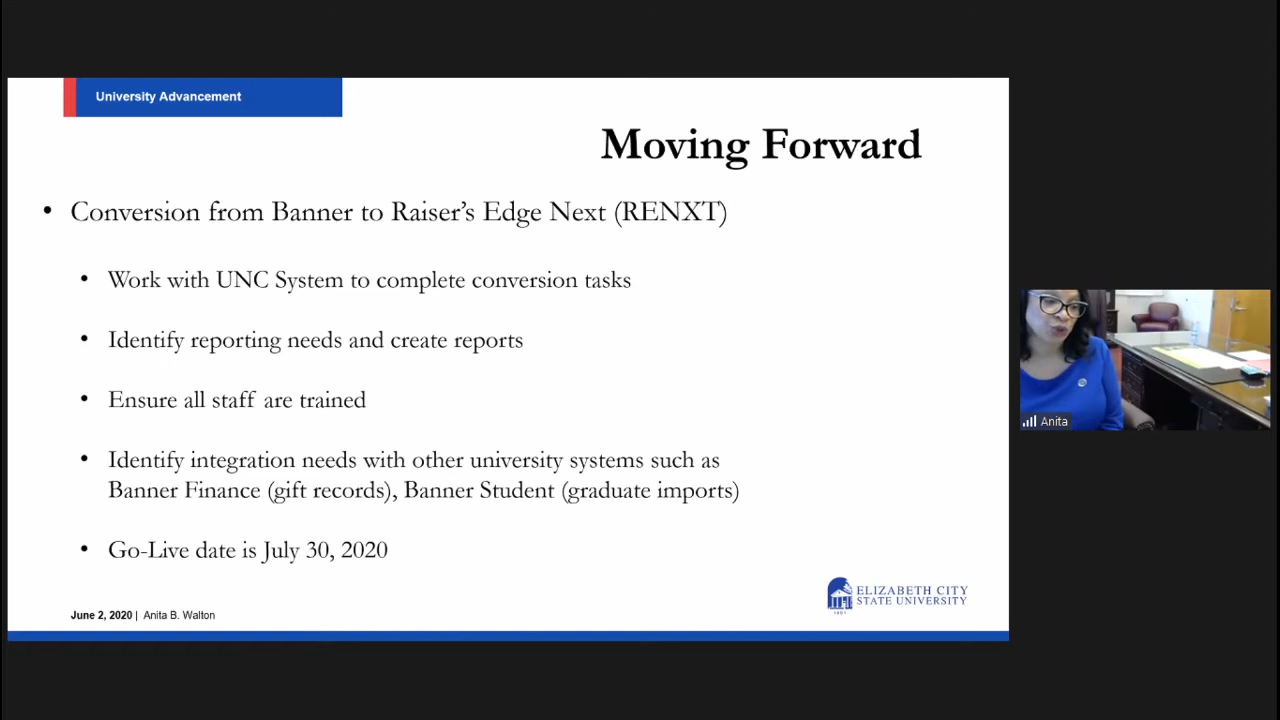 University Advancement
Moving Forward
• Conversion from Banner to Raiser's Edge Next (RENXT)
• Work with UNC System to complete conversion tasks
• Identify reporting needs and create reports
• Ensure all staff are trained
• Identify integration needs with other university systems such as
Banner Finance (gift records), Banner Student (graduate imports)
• Go-Live date is July 30, 2020
ELIZABETH CITY
STATE UNIVERSITY
1891
June 2, 2020 | Anita B. Walton
Anita